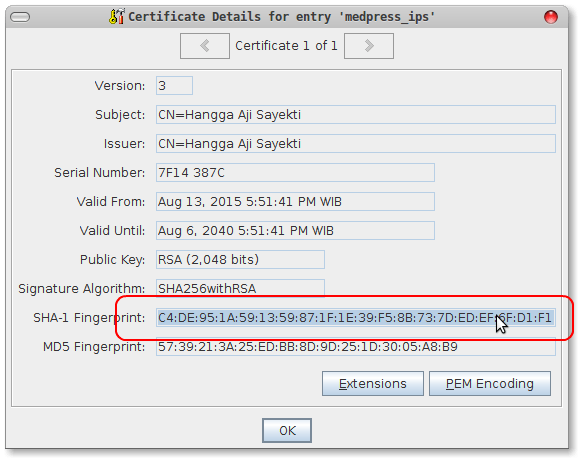 Certificate Details for entry 'medpress_ips'
Certificate 1 of 1
Version: 3
Subject: CN=Hangga Aji Sayekti
Issuer: CN=Hangga Aji Sayekti
Serial Number: 7F14 387C
Valid From: Aug 13, 2015 5:51:41 PM WIB
Valid Until: Aug 6, 2040 5:51:41 PM WIB
Public Key: RSA (2,048 bits)
Signature Algorithm: SHA256withRSA
SHA-1 Fingerprint: C4:DE:95:1A:59:13:59:87:1F:1E:39:F5:8B:73:7D:ED:EF:
MD5 Fingerprint: 57:39:21:3A:25:ED:BB:8D:9D:25:1D:30:05:A8:B9
Extensions
PEM Encoding
OK